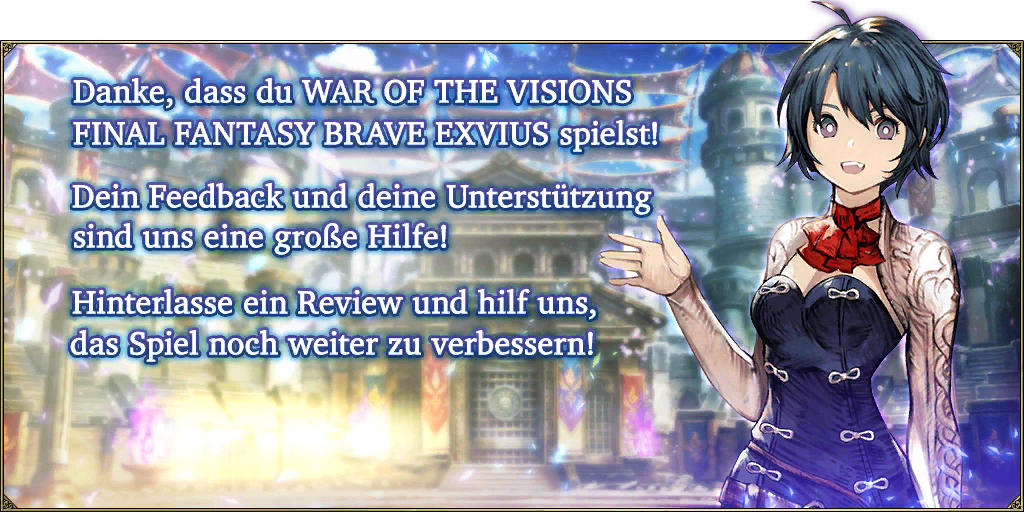 Danke, dass du WAR OF THE VISIONS
FINAL FANTASY BRAVE EXVIUS spielst!
Dein Feedback und deine Unterstützung
sind uns eine große Hilfe!
Hinterlasse ein Review und hilf uns,
das Spiel noch weiter zu verbessern!